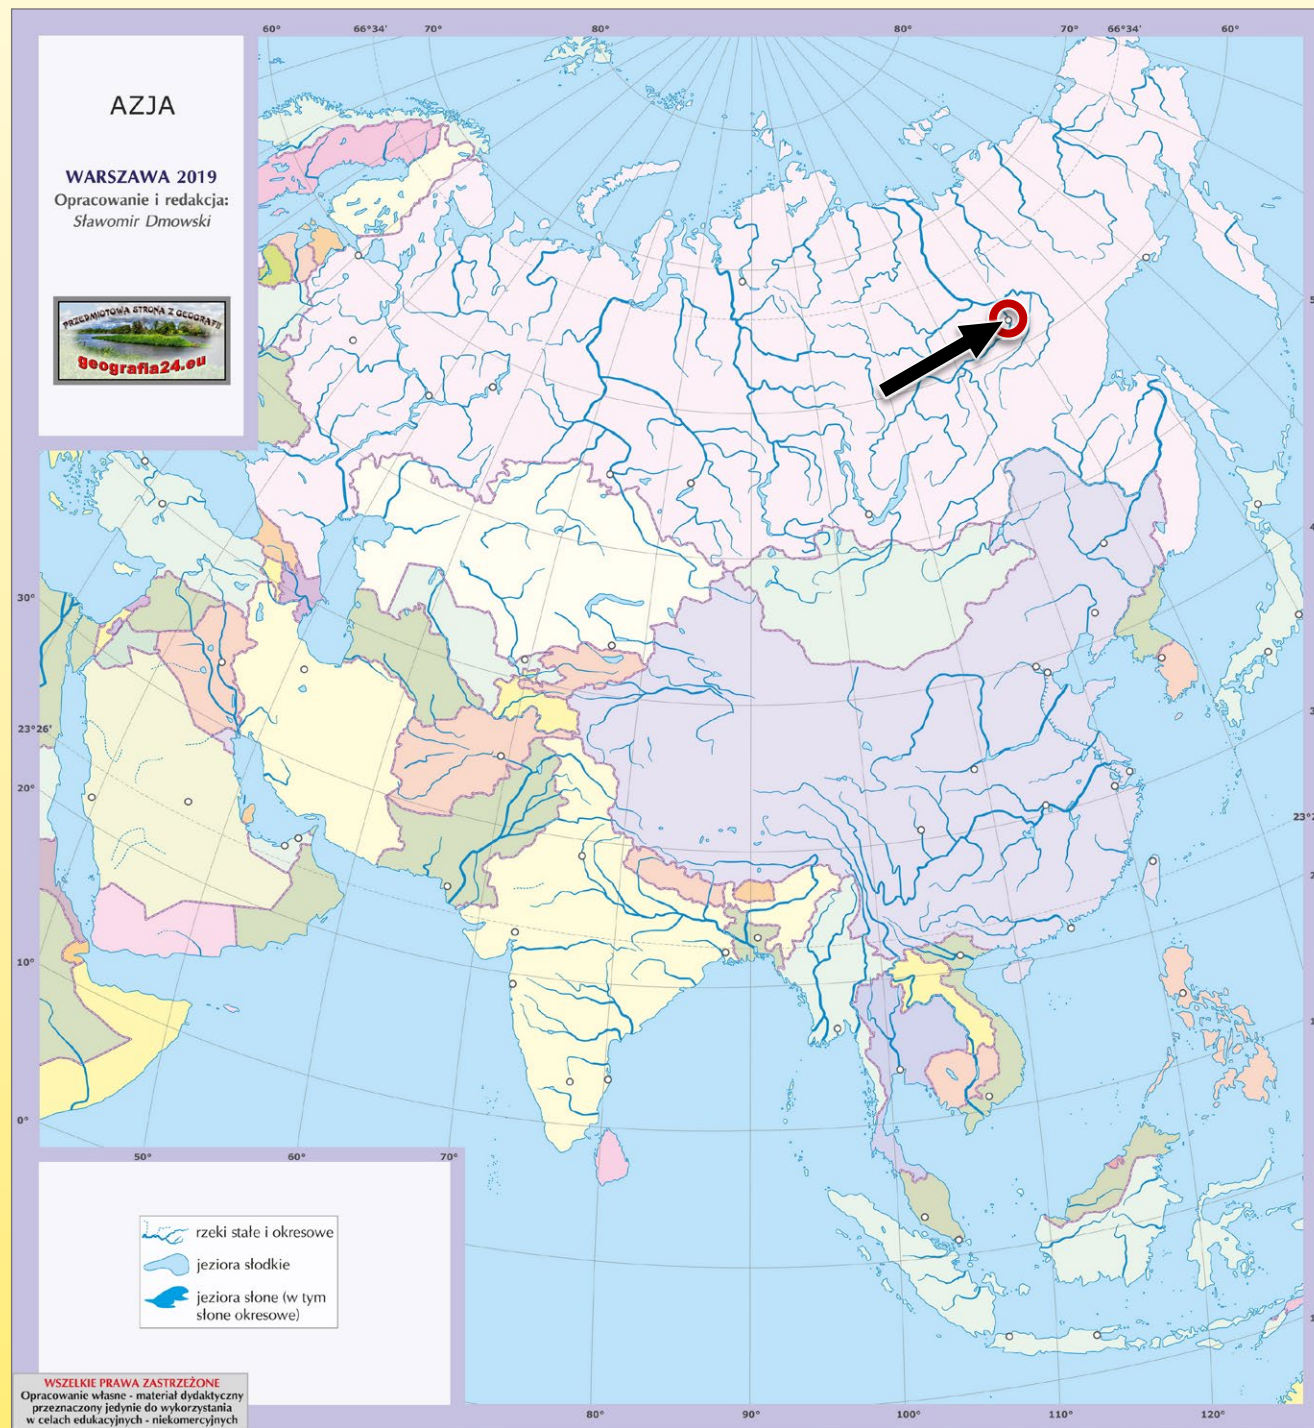 60° 66°34' 70° 80° 90° 80° 70° 66°34' 60°
AZJA
WARSZAWA 2019
Opracowanie i redakcja:
Sławomir Dmowski
PRZEDMIOTOWA STRONA Z GEOGRAFII
geografia24.eu
30°
23°26'
20°
10°
0°
50° 60° 70°
rzeki stałe i okresowe
jeziora słodkie
jeziora słone (w tym
słone okresowe)
80° 90° 100° 110° 120°
WSZELKIE PRAWA ZASTRZEŻONE
Opracowanie własne - materiał dydaktyczny
przeznaczony jedynie do wykorzystania
w celach edukacyjnych - niekomercyjnych